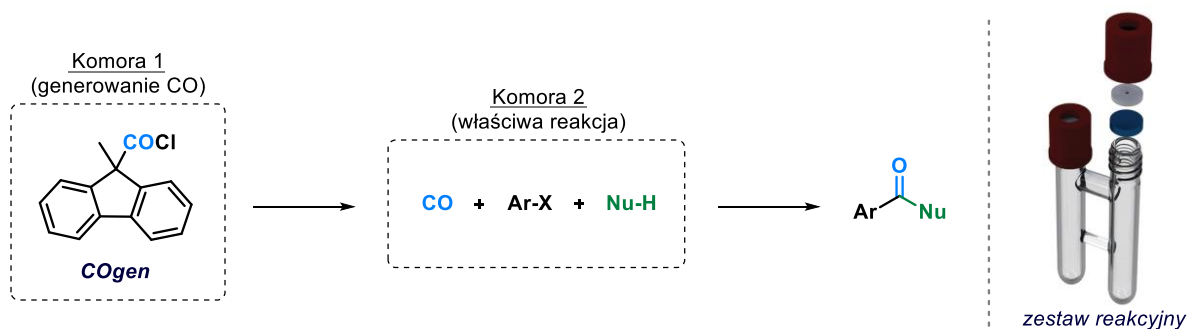 Komora 1
(generowanie CO)
COCl
COgen
Komora 2
(właściwa reakcja)
CO + Ar-X + Nu-H
O
Ar
Nu
zestaw reakcyjny